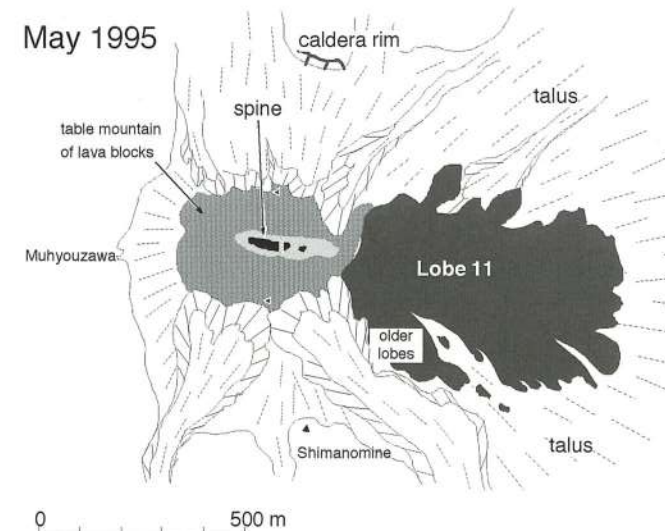 May 1995
caldera rim
talus
spine
table mountain
of lava blocks
Muhyouzawa
Lobe 11
older
lobes
Shimanomine
talus
0 500 m